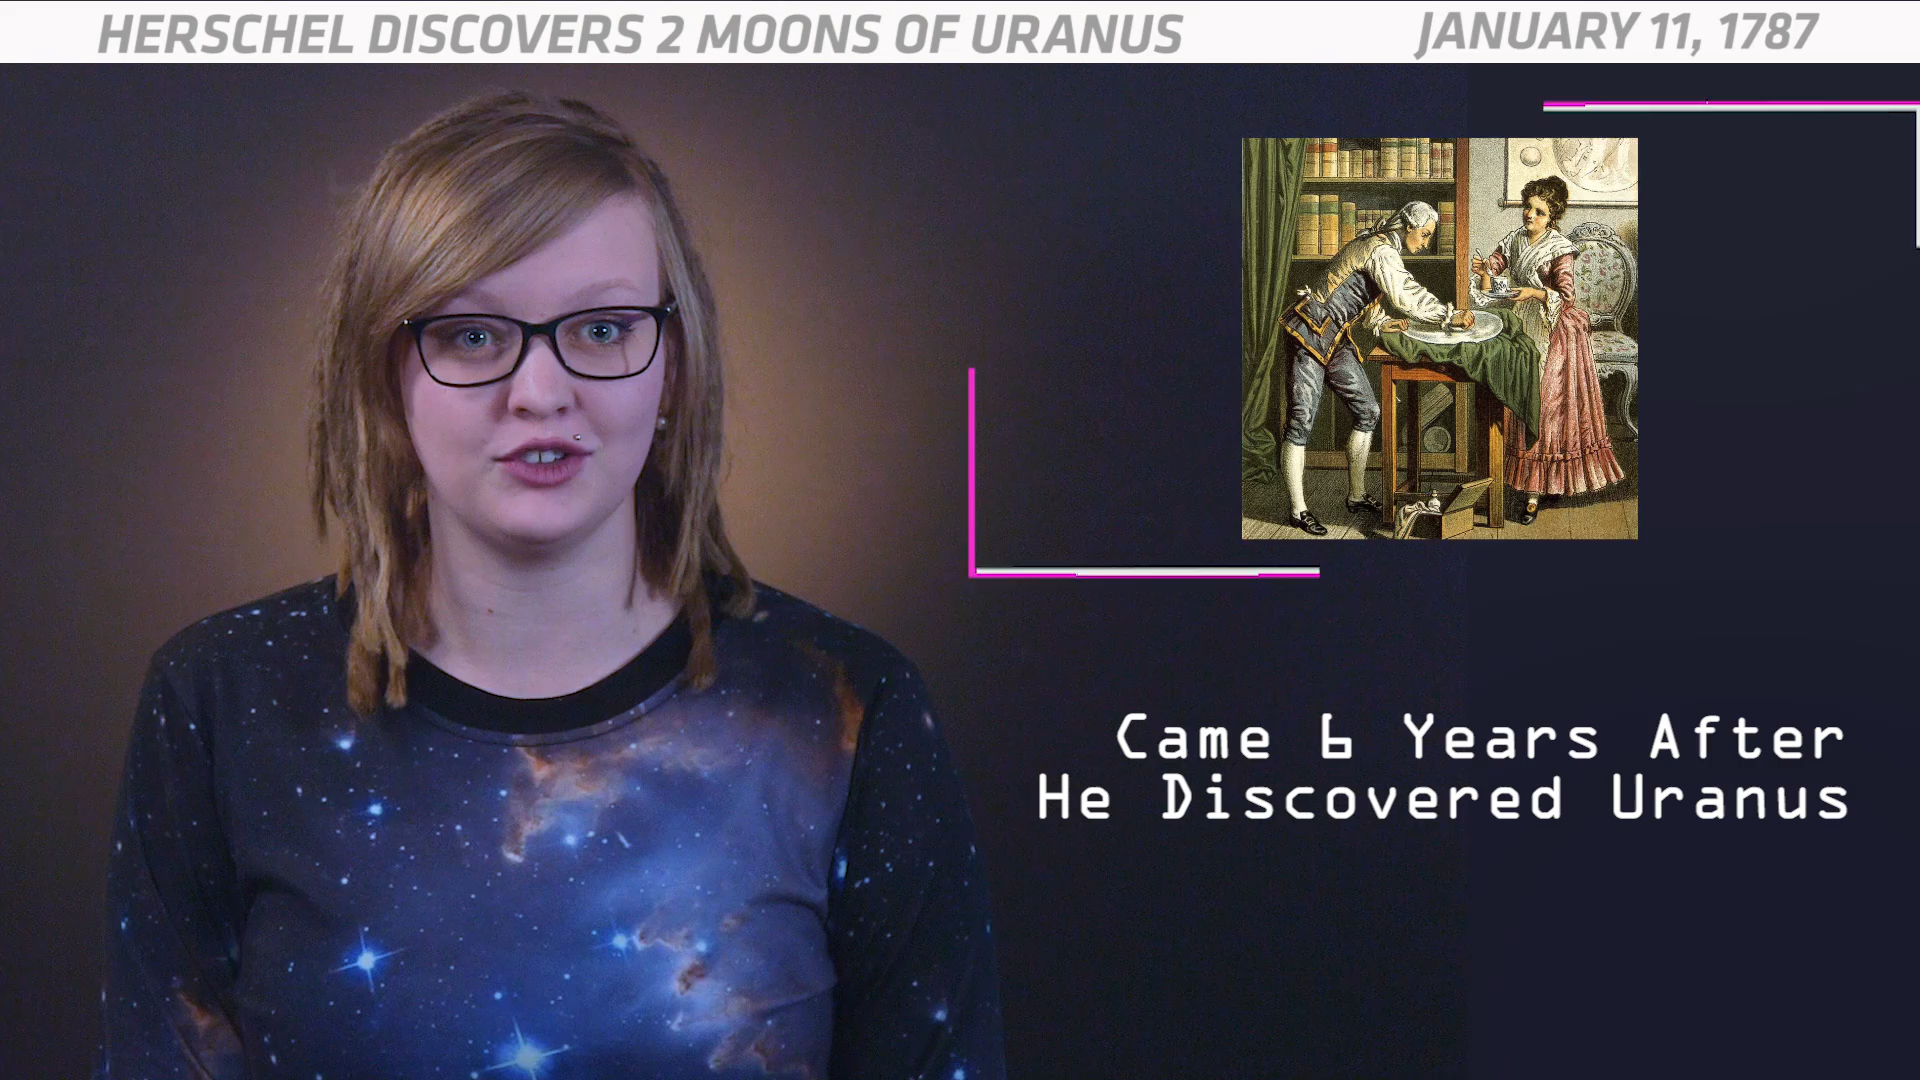 HERSCHEL DISCOVERS 2 MOONS OF URANUS
JANUARY 11, 1787
Came 6 Years After
He Discovered Uranus